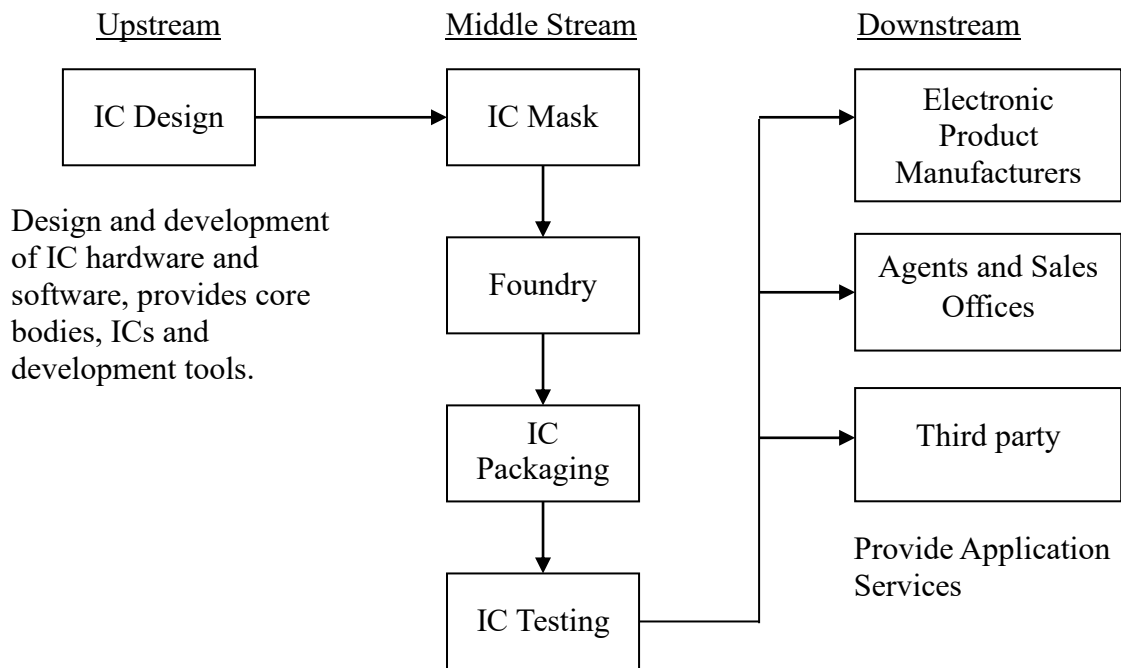 Upstream
Middle Stream
Downstream
IC Design
IC Mask
Electronic
Product
Manufacturers
Design and development
of IC hardware and
software, provides core
bodies, ICs and
development tools.
Foundry
Agents and Sales
Offices
IC
Packaging
Third party
IC Testing
Provide Application
Services